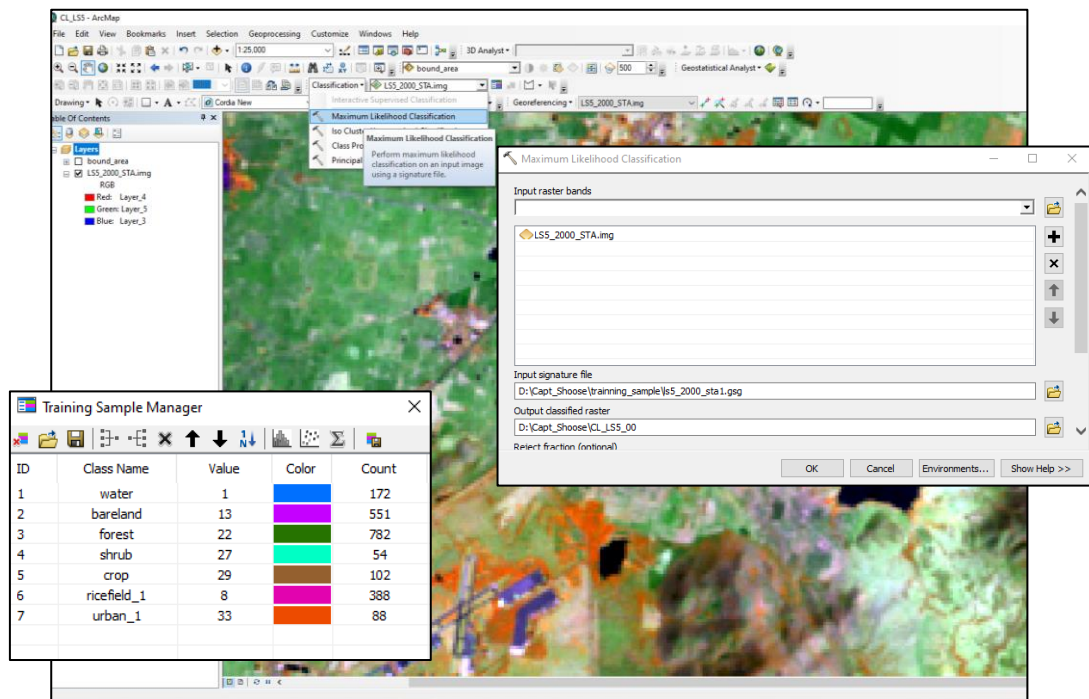 CL_LS5 - ArcMap
File Edit View Bookmarks Insert Selection Geoprocessing Customize Windows Help
1:25,000 3D Analyst
bound_area 500 Geostatistical Analyst
Classification LS5_2000_STA.img
Drawing Cordia New Georeferencing LS5_2000_STA.img
Interactive Supervised Classification
Maximum Likelihood Classification
Iso Cluster
Class Pro
Principal
Maximum Likelihood Classification
Perform maximum likelihood
classification on an input image
using a signature file.
able Of Contents
Layers
bound_area
LS5_2000_STA.img
RGB
Red: Layer_4
Green: Layer_5
Blue: Layer_3
Maximum Likelihood Classification
Input raster bands
LS5_2000_STA.img
Input signature file
D:\Capt_Shoose\trainning_sample\ls5_2000_sta1.gsg
Output classified raster
D:\Capt_Shoose\CL_LS5_00
Reject fraction (optional)
OK Cancel Environments... Show Help >>
Training Sample Manager
ID Class Name Value Color Count
1 water 1 172
2 bareland 13 551
3 forest 22 782
4 shrub 27 54
5 crop 29 102
6 ricefield_1 8 388
7 urban_1 33 88